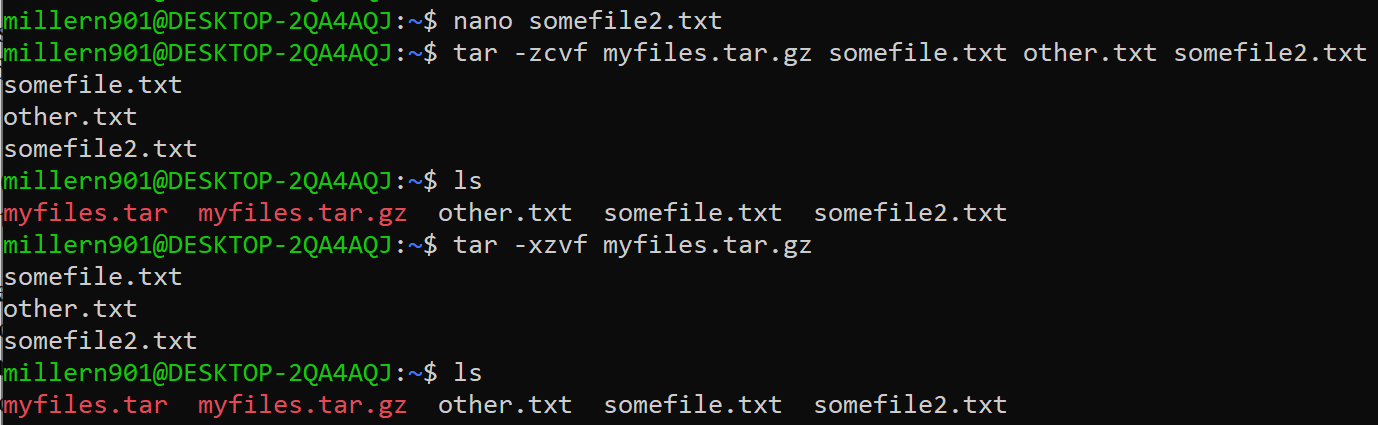 millern901@DESKTOP-2QA4AQJ:~$ nano somefile2.txt
millern901@DESKTOP-2QA4AQJ:~$ tar -zcvf myfiles.tar.gz somefile.txt other.txt somefile2.txt
somefile.txt
other.txt
somefile2.txt
millern901@DESKTOP-2QA4AQJ:~$ ls
myfiles.tar  myfiles.tar.gz  other.txt  somefile.txt  somefile2.txt
millern901@DESKTOP-2QA4AQJ:~$ tar -xzvf myfiles.tar.gz
somefile.txt
other.txt
somefile2.txt
millern901@DESKTOP-2QA4AQJ:~$ ls
myfiles.tar  myfiles.tar.gz  other.txt  somefile.txt  somefile2.txt